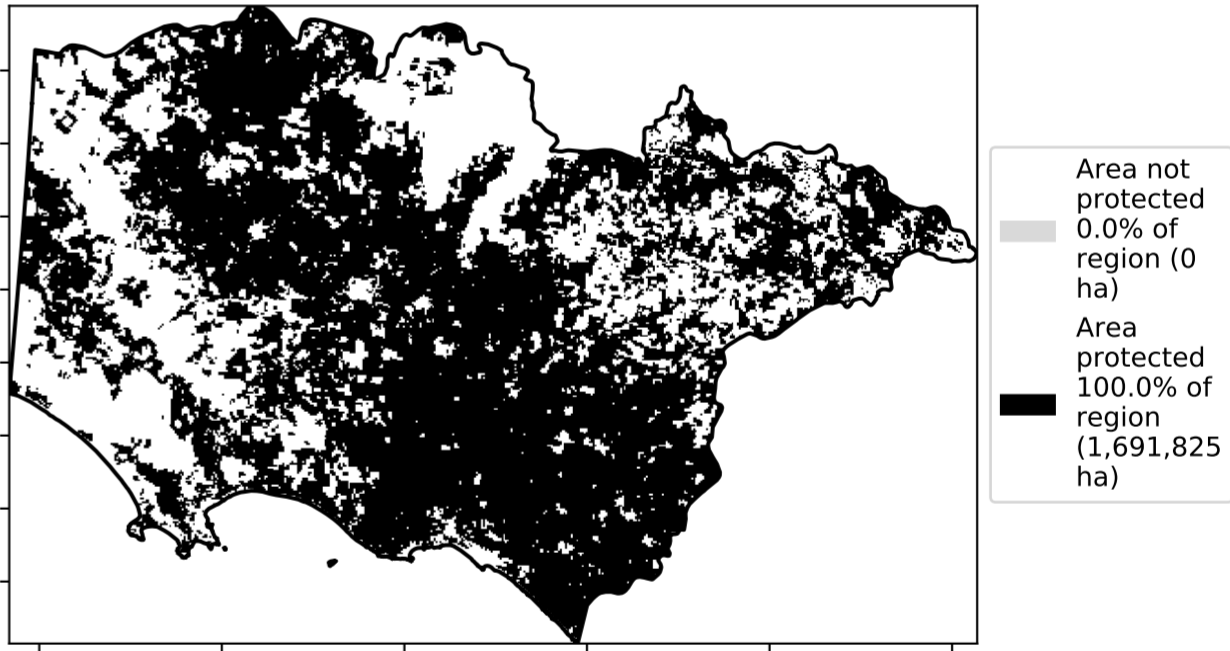 Area not
protected
0.0% of
region (0
ha)
Area
protected
100.0% of
region
(1,691,825
ha)